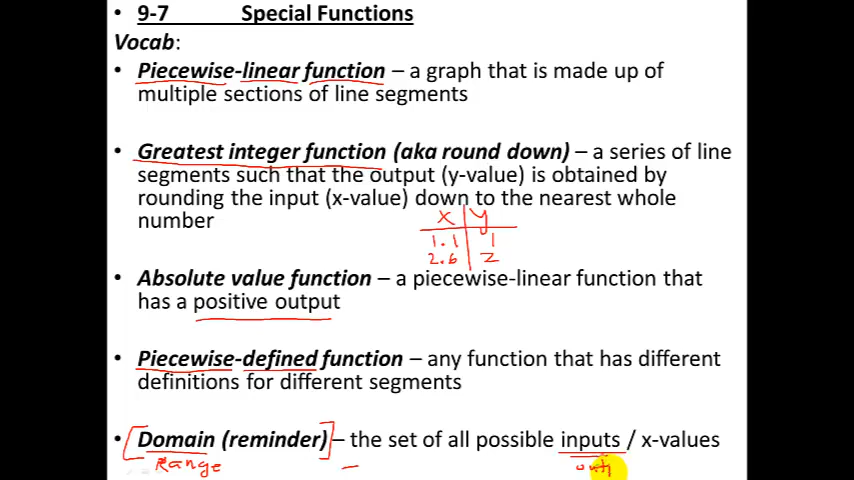 • 9-7 Special Functions
Vocab:
• Piecewise-linear function – a graph that is made up of
multiple sections of line segments
• Greatest integer function (aka round down) – a series of line
segments such that the output (y-value) is obtained by
rounding the input (x-value) down to the nearest whole
number
X Y
1.1 1
2.6 2
• Absolute value function – a piecewise-linear function that
has a positive output
• Piecewise-defined function – any function that has different
definitions for different segments
• Domain (reminder) – the set of all possible inputs / x-values
Range